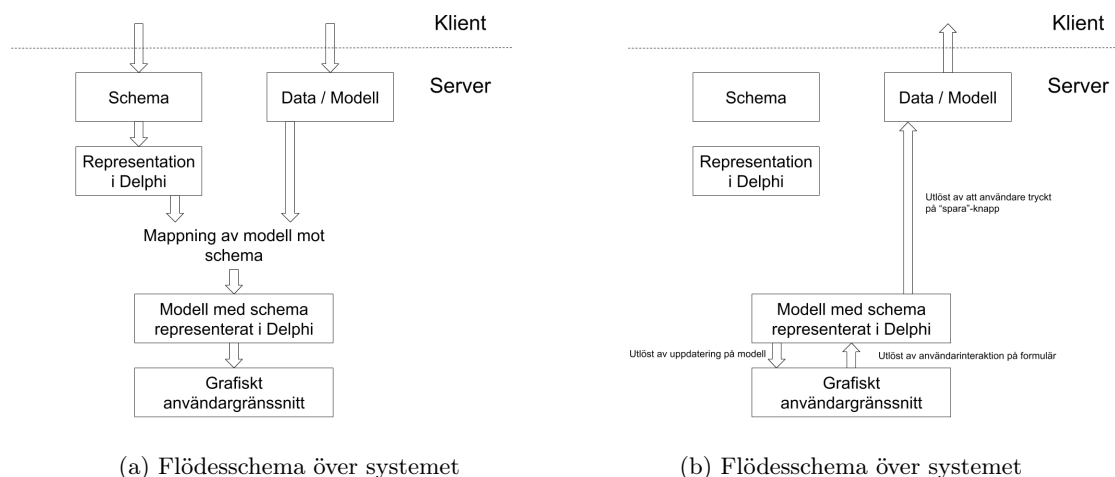 Klient
Server
Schema
Data / Modell
Representation
i Delphi
Mappning av modell mot
schema
Modell med schema
representerat i Delphi
Grafiskt
användargränssnitt
(a) Flödesschema över systemet
Klient
Server
Schema
Data / Modell
Representation
i Delphi
Utlöst av att användare tryckt
på “spara”-knapp
Modell med schema
representerat i Delphi
Utlöst av uppdatering på modell
Utlöst av användarinteraktion på formulär
Grafiskt
användargränssnitt
(b) Flödesschema över systemet